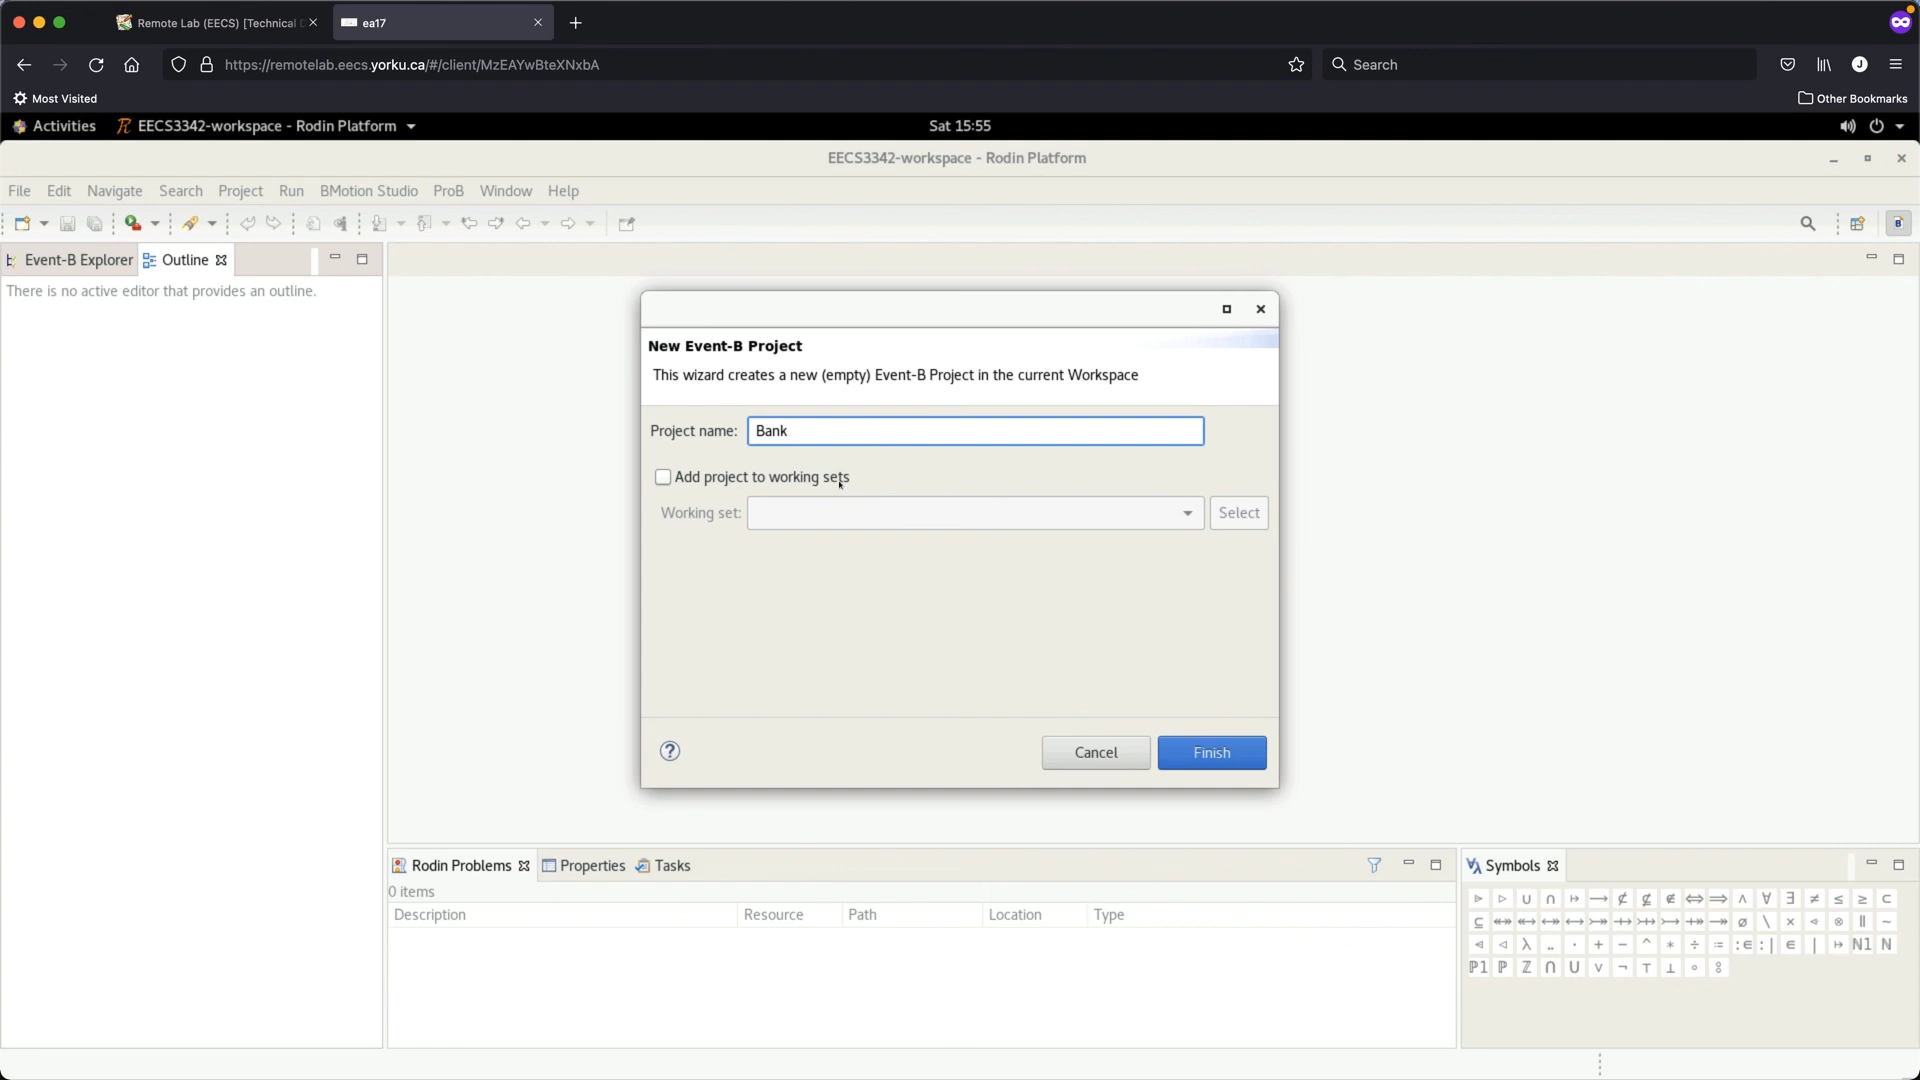 Remote Lab (EECS) [Technical D
ea17
https://remotelab.eecs.yorku.ca/#/client/MzEAYwBteXNxbA
Search
J
Most Visited
Other Bookmarks
Activities
EECS3342-workspace - Rodin Platform
Sat 15:55
EECS3342-workspace - Rodin Platform
File Edit Navigate Search Project Run BMotion Studio ProB Window Help
Event-B Explorer
Outline
There is no active editor that provides an outline.
New Event-B Project
This wizard creates a new (empty) Event-B Project in the current Workspace
Project name: Bank
Add project to working sets
Working set:
Select
?
Cancel
Finish
Rodin Problems
Properties
Tasks
0 items
Description Resource Path Location Type
Symbols